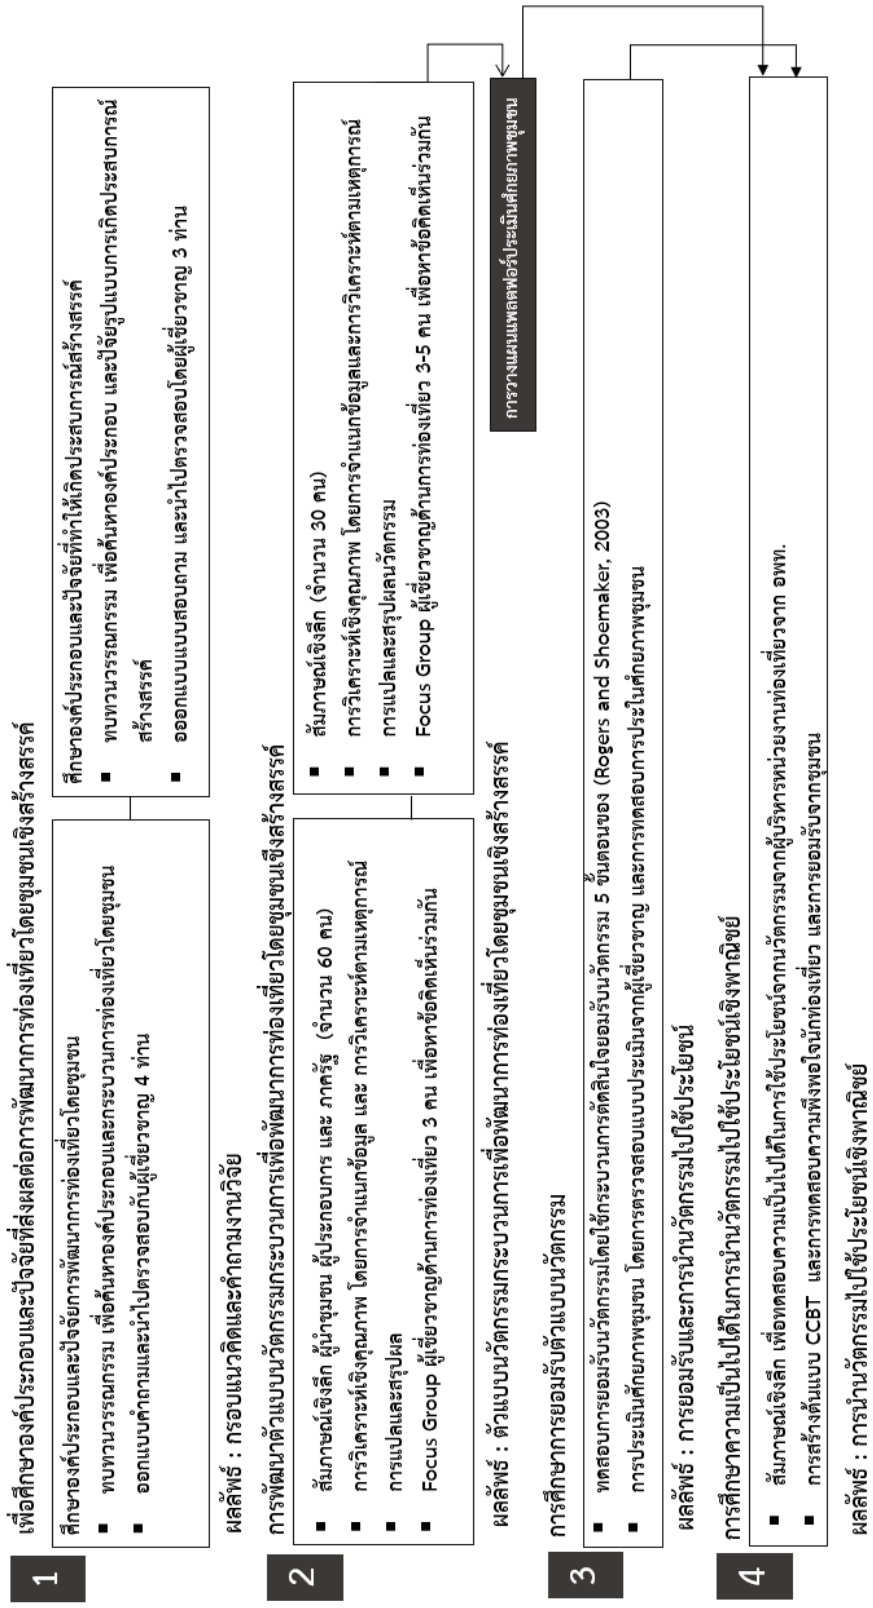 1
เพื่อศึกษาองค์ประกอบและปัจจัยที่ส่งผลต่อการพัฒนาการท่องเที่ยวโดยชุมชนเชิงสร้างสรรค์
ศึกษาองค์ประกอบและปัจจัยการพัฒนาการท่องเที่ยวโดยชุมชน
ทบทวนวรรณกรรม เพื่อค้นหาองค์ประกอบและกระบวนการท่องเที่ยวโดยชุมชน
ออกแบบคำถามและนำไปตรวจสอบกับผู้เชี่ยวชาญ 4 ท่าน
ศึกษาองค์ประกอบและปัจจัยที่ทำให้เกิดประสบการณ์สร้างสรรค์
ทบทวนวรรณกรรม เพื่อค้นหาองค์ประกอบ และปัจจัยรูปแบบการเกิดประสบการณ์
สร้างสรรค์
ออกแบบแบบสอบถาม และนำไปตรวจสอบโดยผู้เชี่ยวชาญ 3 ท่าน
ผลลัพธ์ : กรอบแนวคิดและคำถามงานวิจัย
2
การพัฒนาตัวแบบนวัตกรรมกระบวนการเพื่อพัฒนาการท่องเที่ยวโดยชุมชนเชิงสร้างสรรค์
สัมภาษณ์เชิงลึก ผู้นำชุมชน ผู้ประกอบการ และ ภาครัฐ (จำนวน 60 คน)
การวิเคราะห์เชิงคุณภาพ โดยการจำแนกข้อมูล และ การวิเคราะห์ตามเหตุการณ์
การแปลและสรุปผล
Focus Group ผู้เชี่ยวชาญด้านการท่องเที่ยว 3 คน เพื่อหาข้อคิดเห็นร่วมกัน
สัมภาษณ์เชิงลึก (จำนวน 30 คน)
การวิเคราะห์เชิงคุณภาพ โดยการจำแนกข้อมูลและการวิเคราะห์ตามเหตุการณ์
การแปลและสรุปผลนวัตกรรม
Focus Group ผู้เชี่ยวชาญด้านการท่องเที่ยว 3-5 คน เพื่อหาข้อคิดเห็นร่วมกัน
ผลลัพธ์ : ตัวแบบนวัตกรรมกระบวนการเพื่อพัฒนาการท่องเที่ยวโดยชุมชนเชิงสร้างสรรค์
การวางแผนแพลตฟอร์ประเมินศักยภาพชุมชน
3
การศึกษาการยอมรับตัวแบบนวัตกรรม
ทดสอบการยอมรับนวัตกรรมโดยใช้กระบวนการตัดสินใจยอมรับนวัตกรรม 5 ขั้นตอนของ (Rogers and Shoemaker, 2003)
การประเมินศักยภาพชุมชน โดยการตรวจสอบแบบประเมินจากผู้เชี่ยวชาญ และการทดสอบการประในศักยภาพชุมชน
ผลลัพธ์ : การยอมรับและการนำนวัตกรรมไปใช้ประโยชน์
4
การศึกษาความเป็นไปได้ในการนำนวัตกรรมไปใช้ประโยชน์เชิงพาณิชย์
สัมภาษณ์เชิงลึก เพื่อทดสอบความเป็นไปได้ในการใช้ประโยชน์จากนวัตกรรมจากผู้บริหารหน่วยงานท่องเที่ยวจาก อพท.
การสร้างต้นแบบ CCBT และการทดสอบความพึงพอใจนักท่องเที่ยว และการยอมรับจากชุมชน
ผลลัพธ์ : การนำนวัตกรรมไปใช้ประโยชน์เชิงพาณิชย์